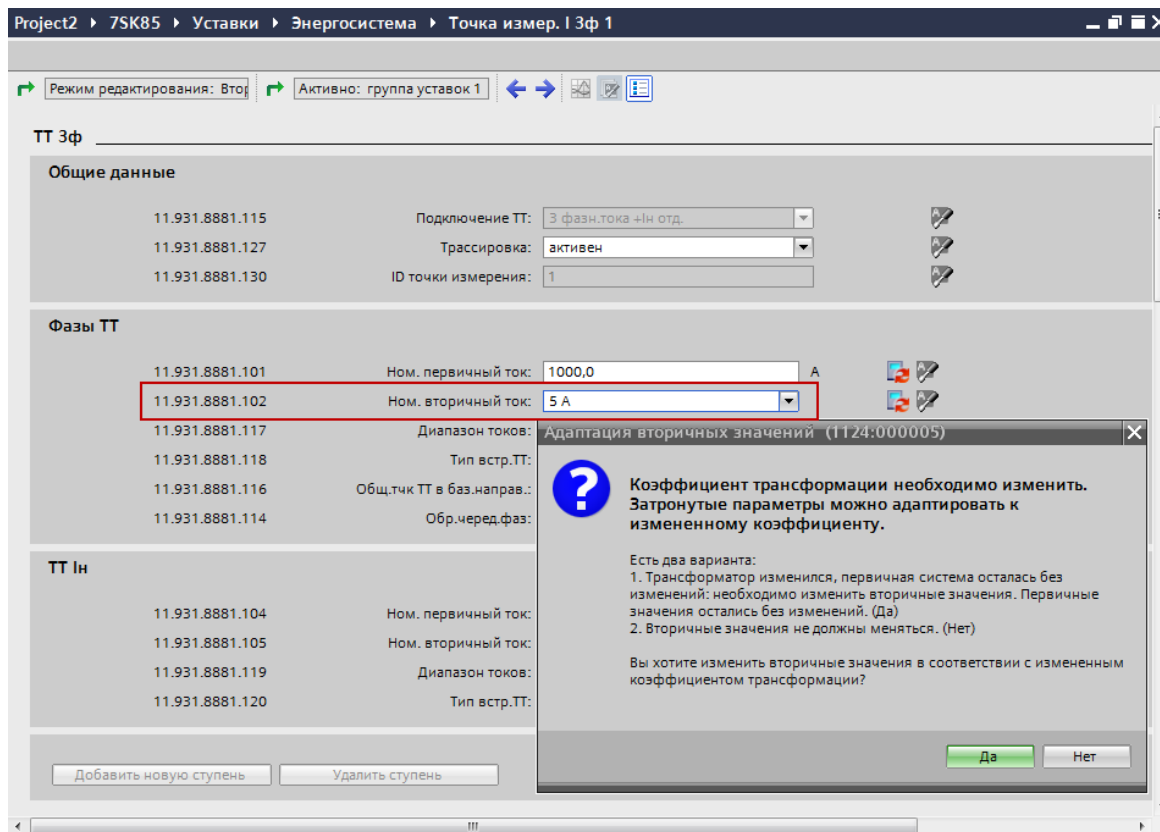 Project2 ▸ 7SK85 ▸ Уставки ▸ Энергосистема ▸ Точка измер. I 3ф 1
Режим редактирования: Втор Активно: группа уставок 1
ТТ 3ф
Общие данные
11.931.8881.115 Подключение ТТ: 3 фазн.тока +Iн отд.
11.931.8881.127 Трассировка: активен
11.931.8881.130 ID точки измерения: 1
Фазы ТТ
11.931.8881.101 Ном. первичный ток: 1000,0 А
11.931.8881.102 Ном. вторичный ток: 5 А
11.931.8881.117 Диапазон токов:
11.931.8881.118 Тип встр.ТТ:
11.931.8881.116 Общ.тчк ТТ в баз.направ.:
11.931.8881.114 Обр.черед.фаз:
ТТ Iн
11.931.8881.104 Ном. первичный ток:
11.931.8881.105 Ном. вторичный ток:
11.931.8881.119 Диапазон токов:
11.931.8881.120 Тип встр.ТТ:
Добавить новую ступень Удалить ступень
Адаптация вторичных значений (1124:000005)
Коэффициент трансформации необходимо изменить.
Затронутые параметры можно адаптировать к
измененному коэффициенту.
Есть два варианта:
1. Трансформатор изменился, первичная система осталась без
изменений: необходимо изменить вторичные значения. Первичные
значения остались без изменений. (Да)
2. Вторичные значения не должны меняться. (Нет)
Вы хотите изменить вторичные значения в соответствии с измененным
коэффициентом трансформации?
Да Нет